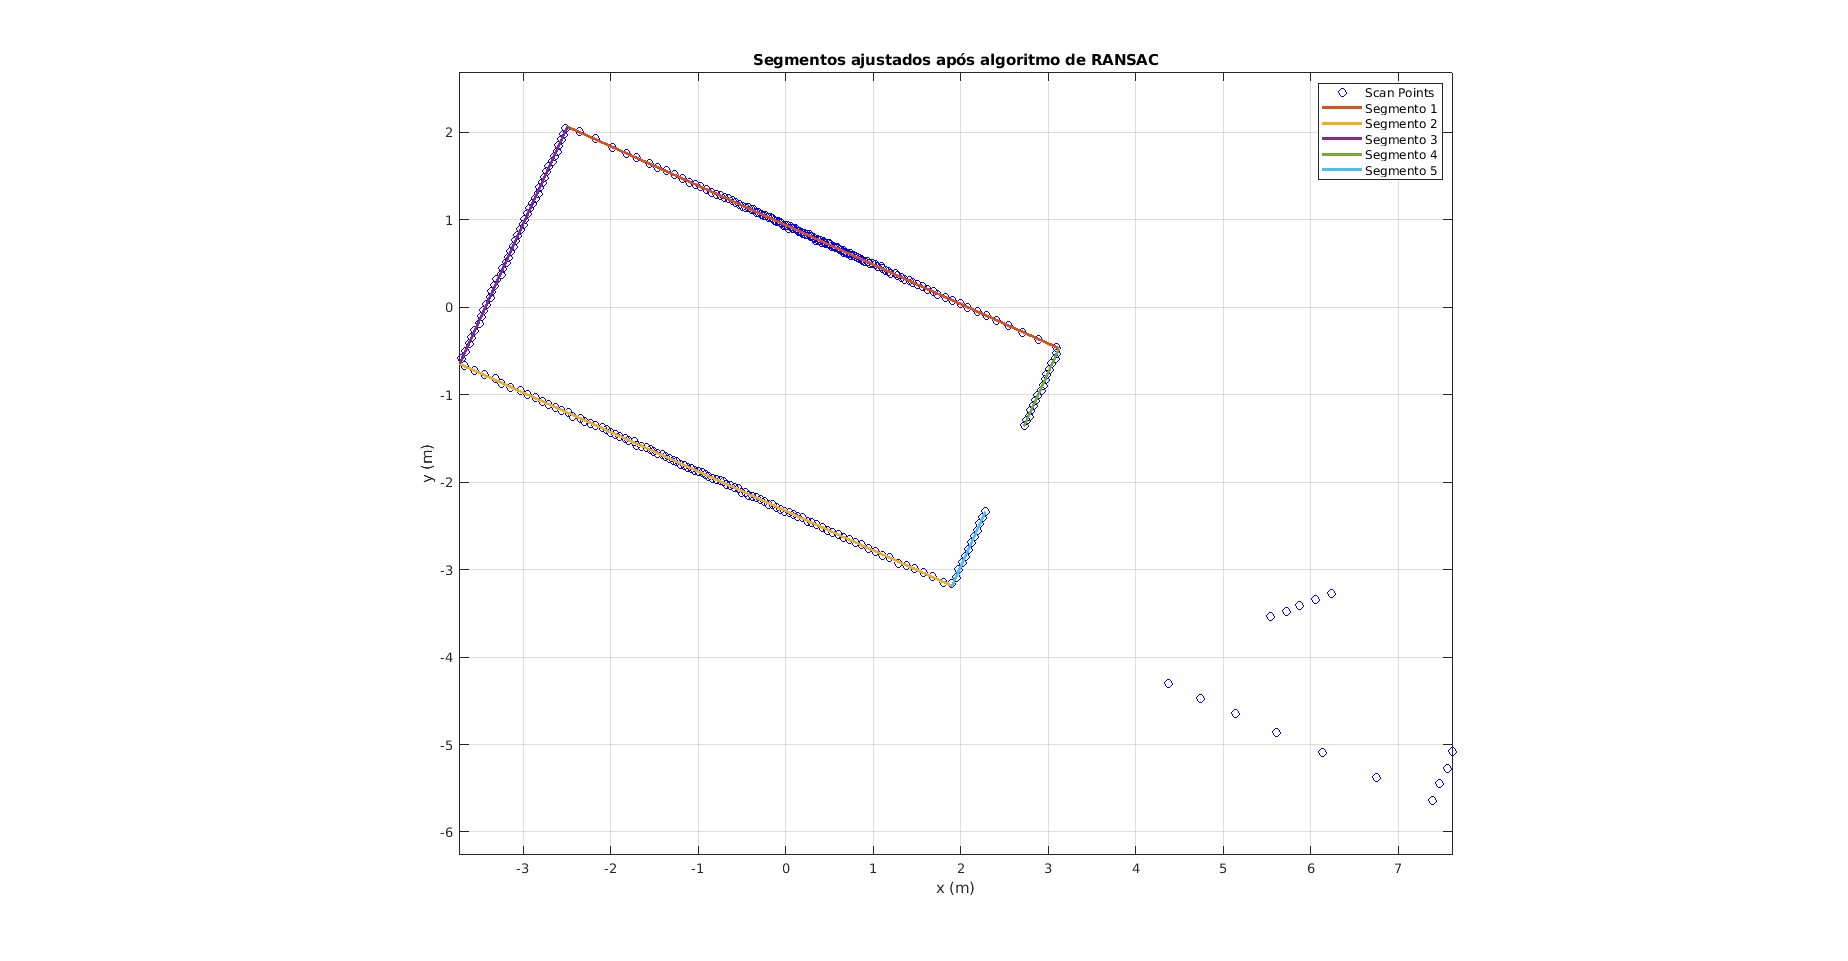 Segmentos ajustados após algoritmo de RANSAC
Scan Points
Segmento 1
Segmento 2
Segmento 3
Segmento 4
Segmento 5
2
1
0
-1
-2
-3
-4
-5
-6
y (m)
-3 -2 -1 0 1 2 3 4 5 6 7
x (m)